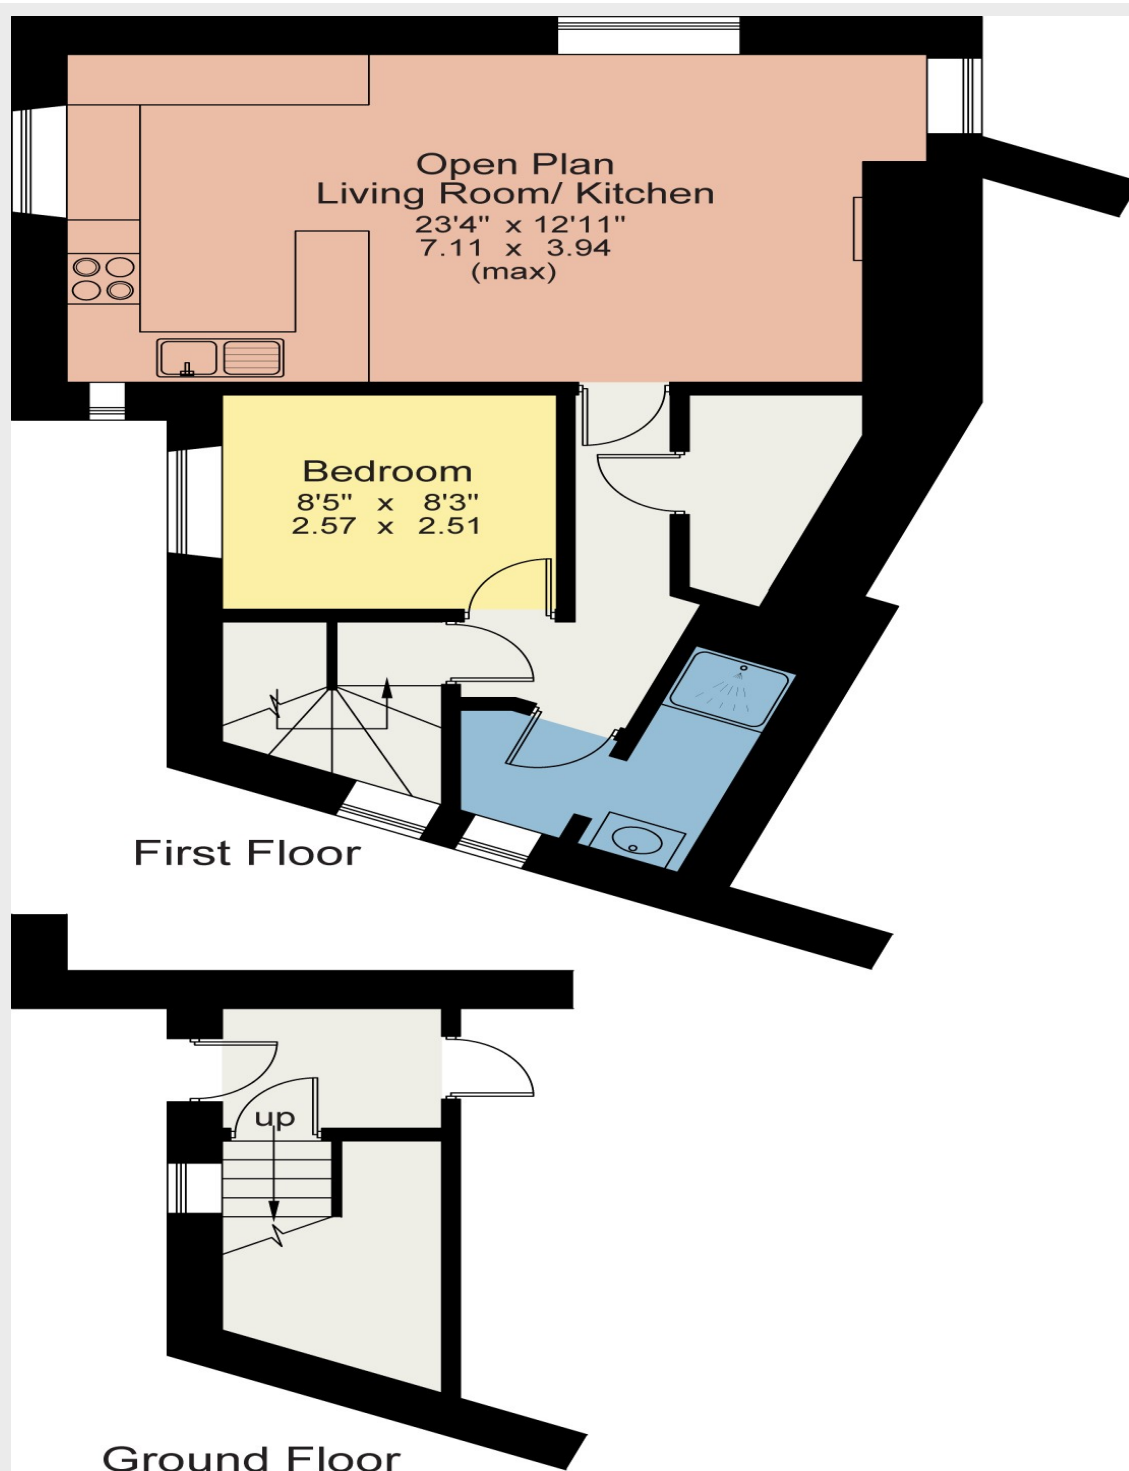 Open Plan
Living Room/ Kitchen
23'4" x 12'11"
7.11 x 3.94
(max)
Bedroom
8'5" x 8'3"
2.57 x 2.51
First Floor
up
Ground Floor